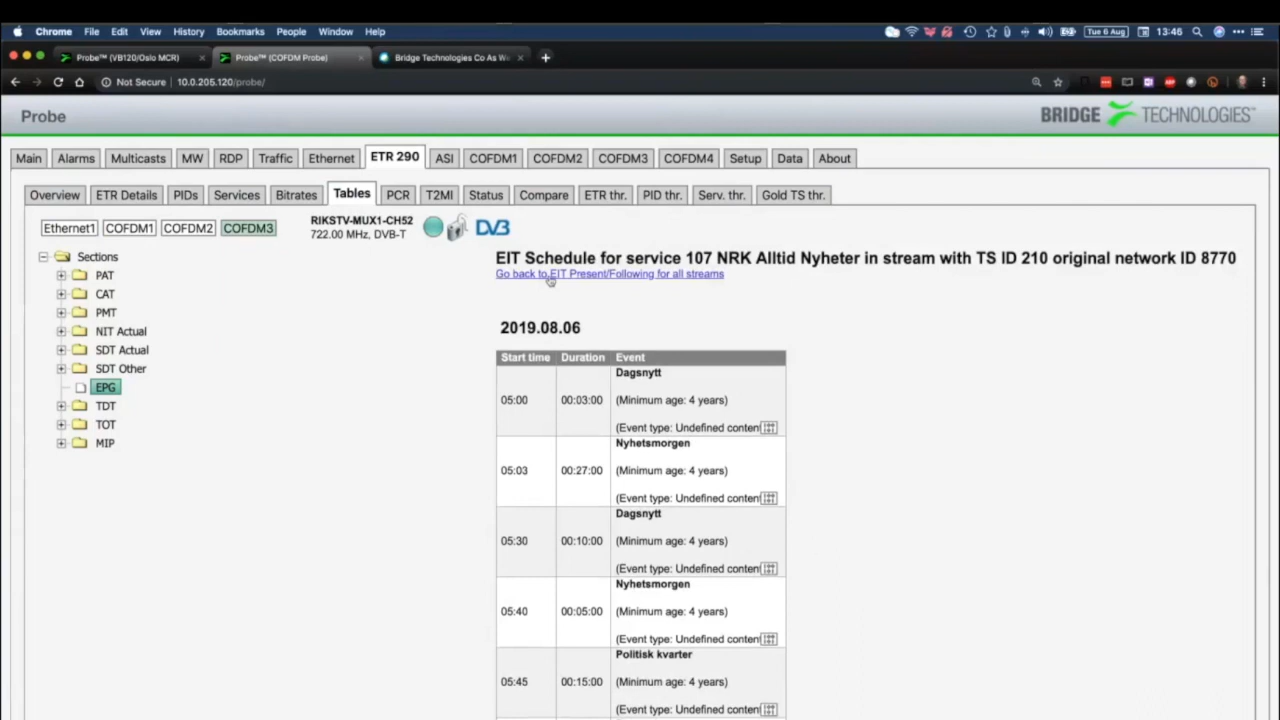 Chrome File Edit View History Bookmarks People Window Help Tue 6 Aug 13:46
Probe™ (VB120/Oslo MCR) Probe™ (COFDM Probe) Bridge Technologies Co As W
Not Secure 10.0.205.120/probe/
Probe BRIDGE TECHNOLOGIES™
Main Alarms Multicasts MW RDP Traffic Ethernet ETR 290 ASI COFDM1 COFDM2 COFDM3 COFDM4 Setup Data About
Overview ETR Details PIDs Services Bitrates Tables PCR T2MI Status Compare ETR thr. PID thr. Serv. thr. Gold TS thr.
Ethernet1 COFDM1 COFDM2 COFDM3 RIKSTV-MUX1-CH52
722.00 MHz, DVB-T
DVB
Sections
PAT
CAT
PMT
NIT Actual
SDT Actual
SDT Other
EPG
TDT
TOT
MIP
EIT Schedule for service 107 NRK Alltid Nyheter in stream with TS ID 210 original network ID 8770
Go back to EIT Present/Following for all streams
2019.08.06
Start time Duration Event
Dagsnytt
05:00 00:03:00 (Minimum age: 4 years)
(Event type: Undefined conten
Nyhetsmorgen
05:03 00:27:00 (Minimum age: 4 years)
(Event type: Undefined conten
Dagsnytt
05:30 00:10:00 (Minimum age: 4 years)
(Event type: Undefined conten
Nyhetsmorgen
05:40 00:05:00 (Minimum age: 4 years)
(Event type: Undefined conten
Politisk kvarter
05:45 00:15:00 (Minimum age: 4 years)
(Event type: Undefined conten